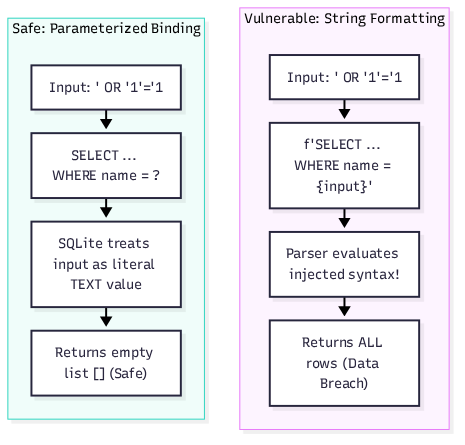 Safe: Parameterized Binding
Input: ' OR '1'='1
SELECT ...
WHERE name = ?
SQLite treats
input as literal
TEXT value
Returns empty
list [] (Safe)
Vulnerable: String Formatting
Input: ' OR '1'='1
f'SELECT ...
WHERE name =
{input}'
Parser evaluates
injected syntax!
Returns ALL
rows (Data
Breach)